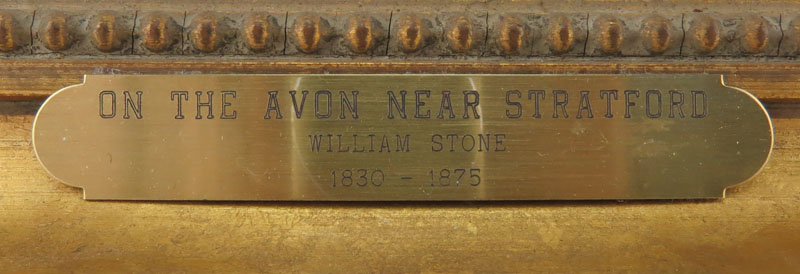 ON THE AVON NEAR STRATFORD
WILLIAM STONE
1830 - 1875